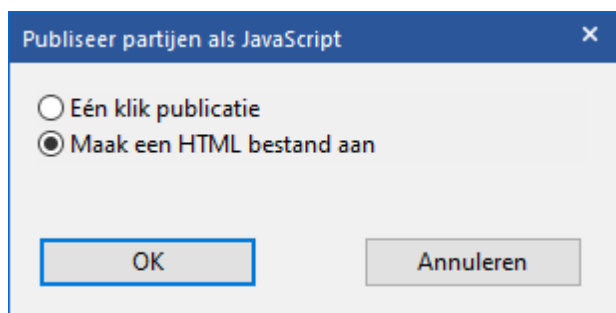 Publiseer partijen als JavaScript
Eén klik publicatie
Maak een HTML bestand aan
OK
Annuleren